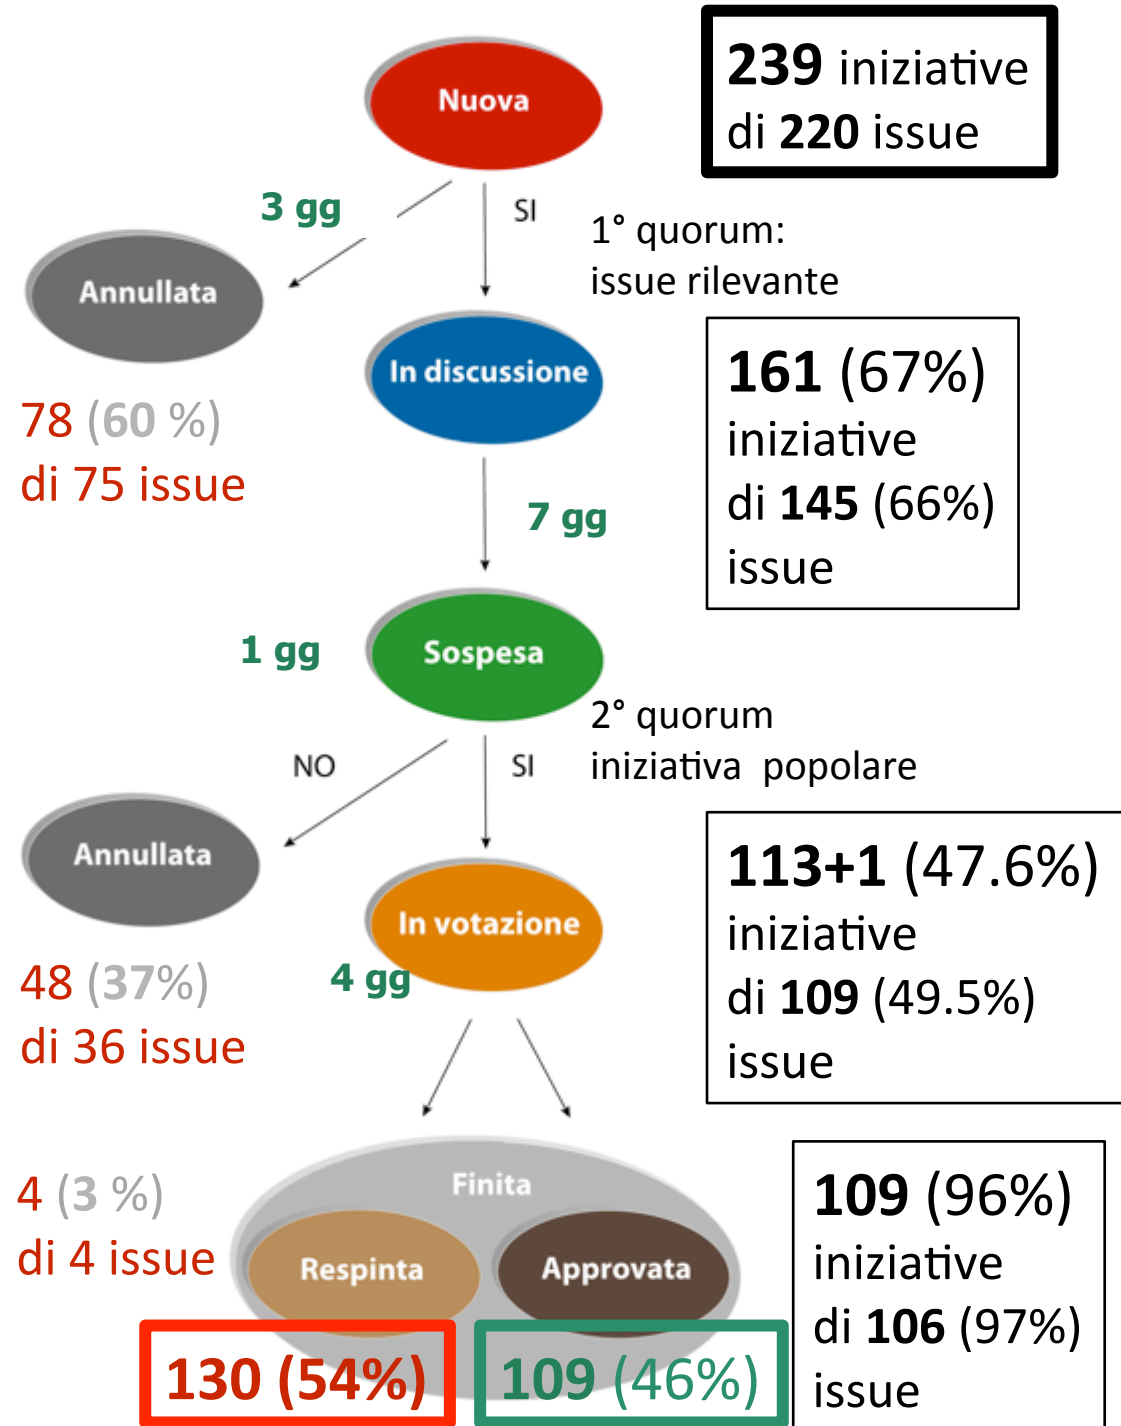 Nuova
239 iniziative
di 220 issue
3 gg
SI
1° quorum:
issue rilevante
Annullata
In discussione
161 (67%)
iniziative
di 145 (66%)
issue
78 (60 %)
di 75 issue
7 gg
1 gg
Sospesa
2° quorum
iniziativa popolare
NO
SI
Annullata
In votazione
113+1 (47.6%)
iniziative
di 109 (49.5%)
issue
48 (37%)
di 36 issue
4 gg
4 (3 %)
di 4 issue
Finita
Respinta
Approvata
109 (96%)
iniziative
di 106 (97%)
issue
130 (54%)
109 (46%)